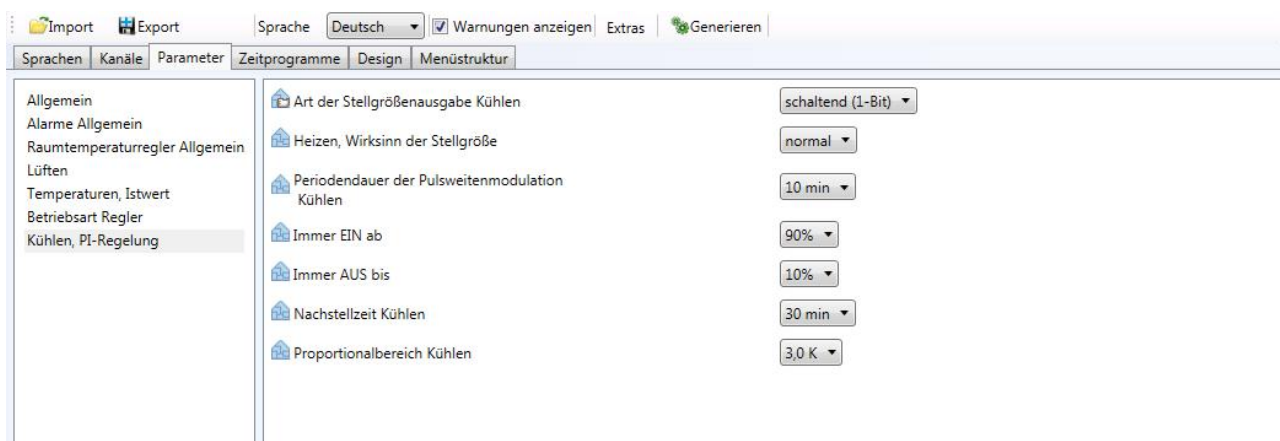 Import Export Sprache Deutsch Warnungen anzeigen Extras Generieren
Sprachen Kanäle Parameter Zeitprogramme Design Menüstruktur
Allgemein
Alarme Allgemein
Raumtemperaturregler Allgemein
Lüften
Temperaturen, Istwert
Betriebsart Regler
Kühlen, PI-Regelung
Art der Stellgrößenausgabe Kühlen schaltend (1-Bit)
Heizen, Wirksinn der Stellgröße normal
Periodendauer der Pulsweitenmodulation
Kühlen 10 min
Immer EIN ab 90%
Immer AUS bis 10%
Nachstellzeit Kühlen 30 min
Proportionalbereich Kühlen 3,0 K